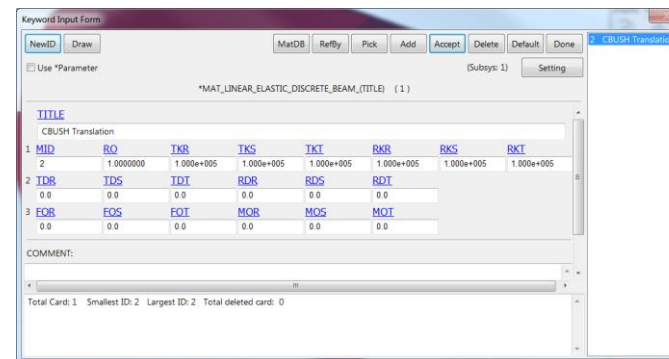 Keyword Input Form
NewID Draw MatDB RefBy Pick Add Accept Delete Default Done
2 CBUSH Translatio
Use *Parameter (Subsys: 1) Setting
*MAT_LINEAR_ELASTIC_DISCRETE_BEAM_(TITLE) (1)
TITLE
CBUSH Translation
1 MID RO TKR TKS TKT RKR RKS RKT
2 1.0000000 1.000e+005 1.000e+005 1.000e+005 1.000e+005 1.000e+005 1.000e+005
2 TDR TDS TDT RDR RDS RDT
0.0 0.0 0.0 0.0 0.0 0.0
3 FOR FOS FOT MOR MOS MOT
0.0 0.0 0.0 0.0 0.0 0.0
COMMENT:
Total Card: 1 Smallest ID: 2 Largest ID: 2 Total deleted card: 0